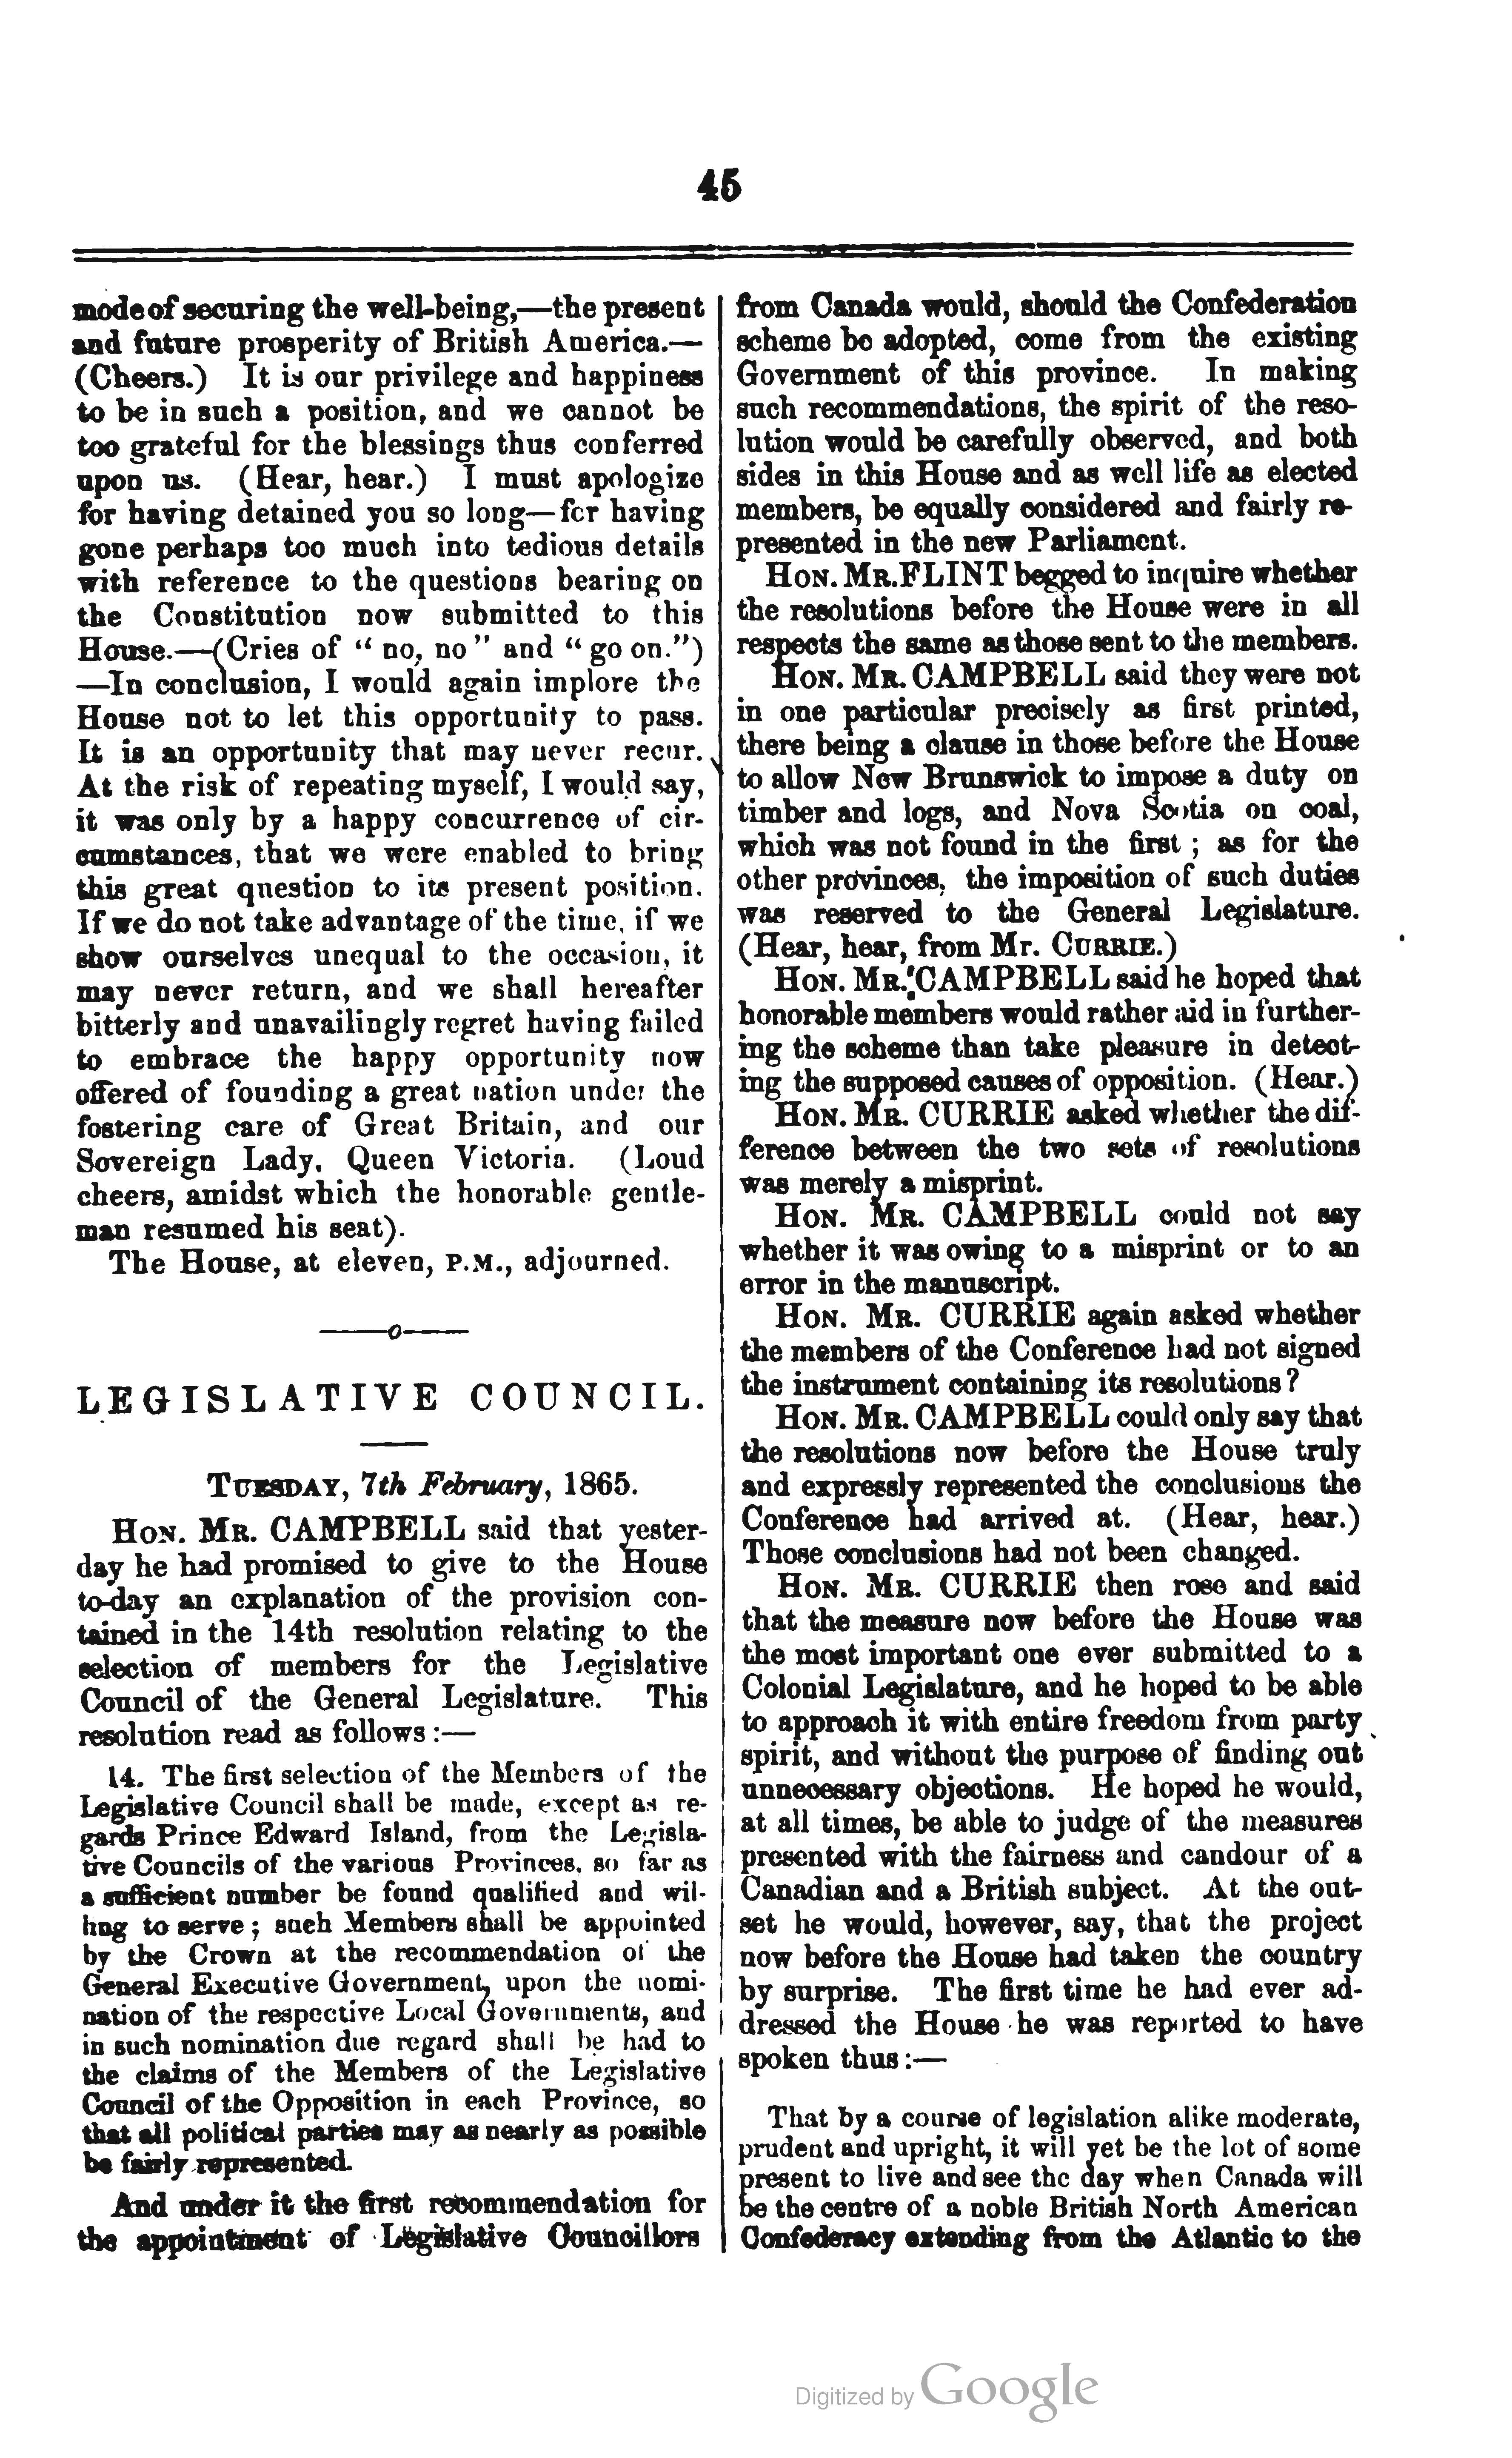 45
mode of securing the well-being,—the present
and future prosperity of British America.—
(Cheers.) It is our privilege and happiness
to be in such a position, and we cannot be
too grateful for the blessings thus conferred
upon us. (Hear, hear.) I must apologize
for having detained you so long—for having
gone perhaps too much into tedious details
with reference to the questions bearing on
the Constitution now submitted to this
House.—(Cries of " no, no " and " go on.")
—In conclusion, I would again implore the
House not to let this opportunity to pass.
It is an opportunity that may never recur.
At the risk of repeating myself, I would say,
it was only by a happy concurrence of cir-
cumstances, that we were enabled to bring
this great question to its present position.
If we do not take advantage of the time, if we
show ourselves unequal to the occasion, it
may never return, and we shall hereafter
bitterly and unavailingly regret having failed
to embrace the happy opportunity now
offered of founding a great nation under the
fostering care of Great Britain, and our
Sovereign Lady, Queen Victoria. (Loud
cheers, amidst which the honorable gentle-
man resumed his seat).
The House, at eleven, P.M., adjourned.
LEGISLATIVE COUNCIL.
TUESDAY, 7th February, 1865.
HON. MR. CAMPBELL said that yester-
day he had promised to give to the House
to-day an explanation of the provision con-
tained in the 14th resolution relating to the
selection of members for the Legislative
Council of the General Legislature. This
resolution read as follows :—
14. The first selection of the Members of the
Legislative Council shall be made, except as re-
gards Prince Edward Island, from the Legisla-
tive Councils of the various Provinces, so far as
a sufficient number be found qualified and wil-
ling to serve ; such Members shall be appointed
by the Crown at the recommendation of the
General Executive Government, upon the nomi-
nation of the respective Local Governments, and
in such nomination due regard shall be had to
the claims of the Members of the Legislative
Council of the Opposition in each Province, so
that all political parties may as nearly as possible
be fairly represented.
And under it the first recommendation for
the appointment of Legislative Councillors
from Canada would, should the Confederation
scheme be adopted, come from the existing
Government of this province. In making
such recommendations, the spirit of the reso-
lution would be carefully observed, and both
sides in this House and as well life as elected
members, be equally considered and fairly re-
presented in the new Parliament.
HON. MR. FLINT begged to inquire whether
the resolutions before the House were in all
respects the same as those sent to the members.
HON. MR. CAMPBELL said they were not
in one particular precisely as first printed,
there being a clause in those before the House
to allow New Brunswick to impose a duty on
timber and logs, and Nova Scotia on coal,
which was not found in the first ; as for the
other provinces, the imposition of such duties
was reserved to the General Legislature.
(Hear, hear, from Mr. CURRIE.)
HON. MR. CAMPBELL said he hoped that
honorable members would rather aid in further-
ing the scheme than take pleasure in detect-
ing the supposed causes of opposition. (Hear.)
HON. MR. CURRIE asked whether the dif-
ference between the two sets of resolutions
was merely a misprint.
HON. MR. CAMPBELL could not say
whether it was owing to a misprint or to an
error in the manuscript.
HON. MR. CURRIE again asked whether
the members of the Conference had not signed
the instrument containing its resolutions ?
HON. MR. CAMPBELL could only say that
the resolutions now before the House truly
and expressly represented the conclusions the
Conference had arrived at. (Hear, hear.)
Those conclusions had not been changed.
HON. MR. CURRIE then rose and said
that the measure now before the House was
the most important one ever submitted to a
Colonial Legislature, and he hoped to be able
to approach it with entire freedom from party
spirit, and without the purpose of finding out
unnecessary objections. He hoped he would,
at all times, be able to judge of the measures
presented with the fairness and candour of a
Canadian and a British subject. At the out-
set he would, however, say, that the project
now before the House had taken the country
by surprise. The first time he had ever ad-
dressed the House he was reported to have
spoken thus :—
That by a course of legislation alike moderate,
prudent and upright, it will yet be the lot of some
present to live and see the day when Canada will
be the centre of a noble British North American
Confederacy extending from the Atlantic to the
Digitized by Google